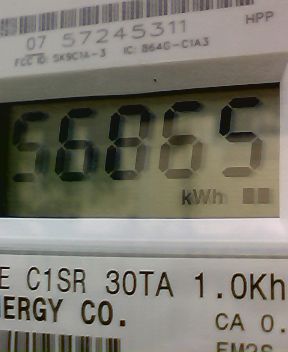 HPP
07 57245311
FCC ID: SK9C1A-3 IC: 864G-C1A3
56865
kWh
E C1SR 30TA 1.0Kh
ERGY CO.
CA 0.
EM2S